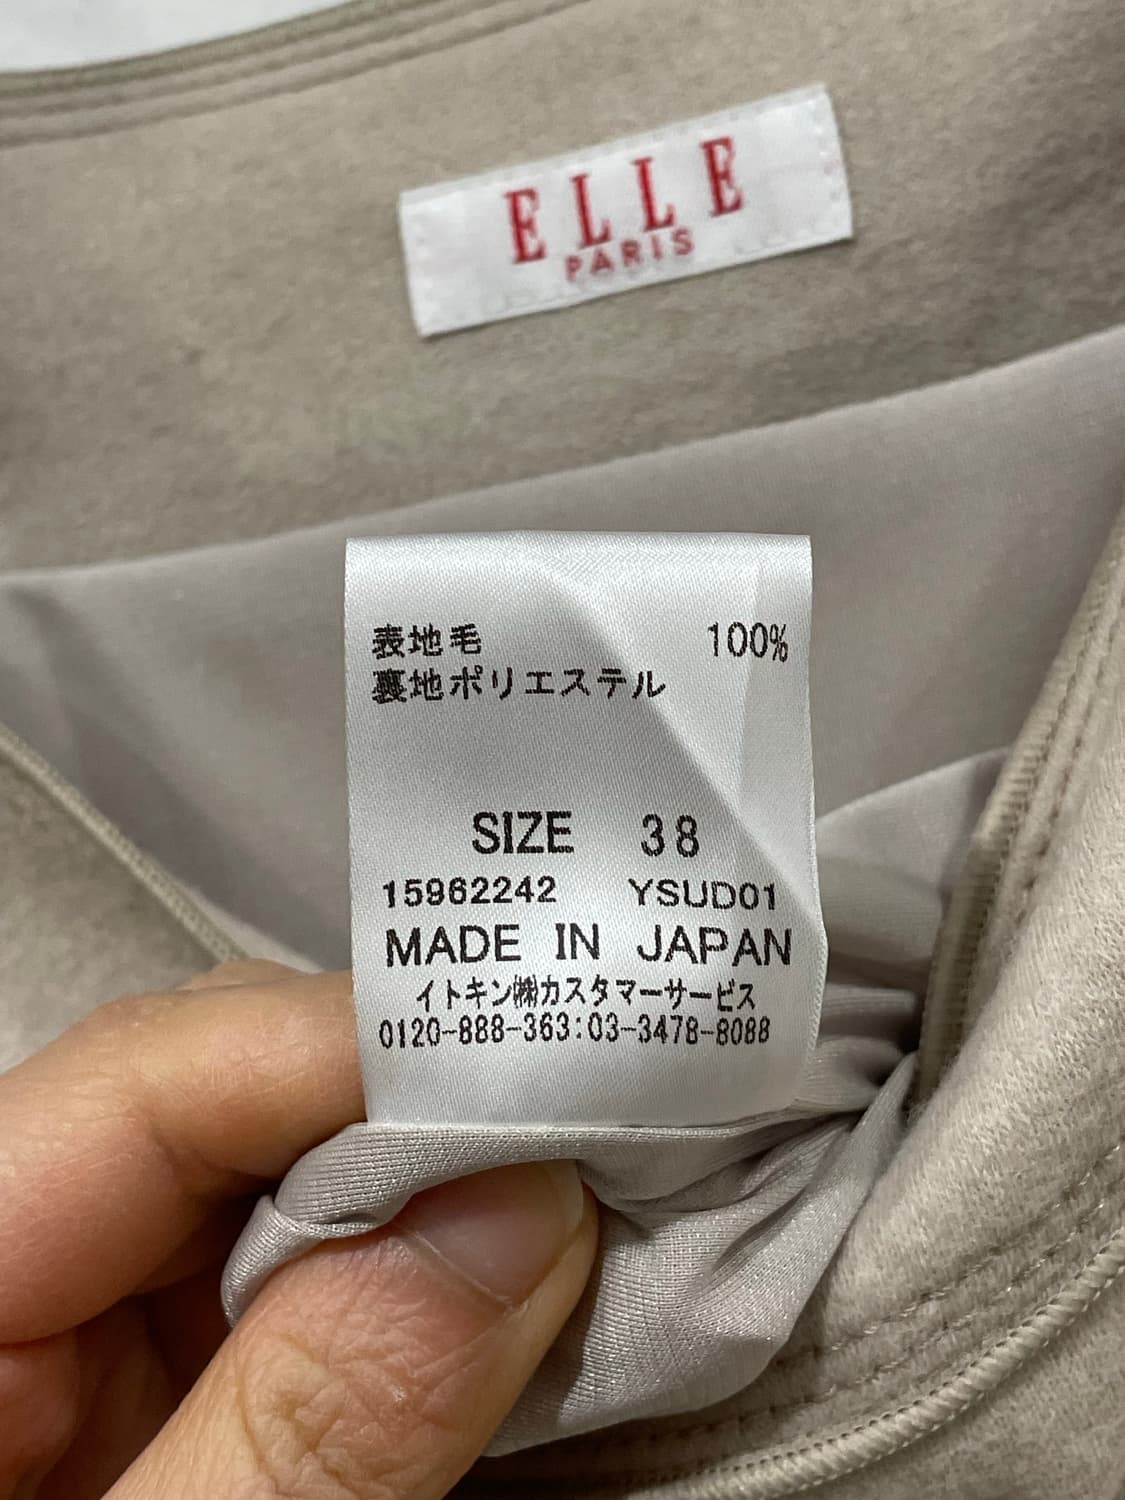 ELLE
PARIS
表地毛 100%
裏地ポリエステル
SIZE 38
15962242 YSUD01
MADE IN JAPAN
イトキン㈱カスタマーサービス
0120-888-363:03-3478-8088